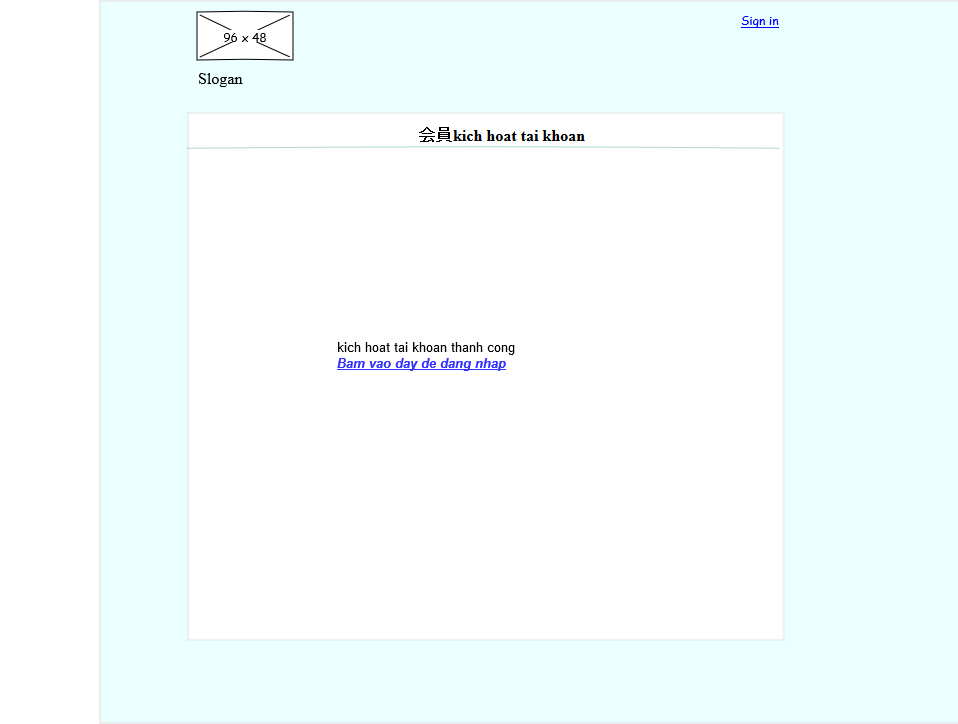 96 x 48
Sign in
Slogan
会員kich hoat tai khoan
kich hoat tai khoan thanh cong
Bam vao day de dang nhap